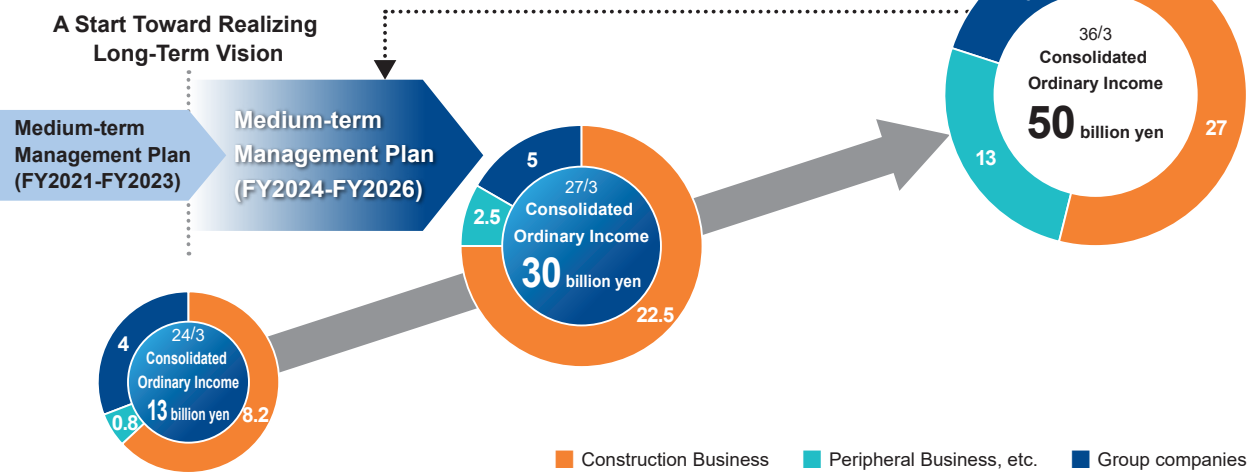 A Start Toward Realizing
Long-Term Vision
Medium-term
Management Plan
(FY2021-FY2023)
Medium-term
Management Plan
(FY2024-FY2026)
24/3
Consolidated
Ordinary Income
13 billion yen
4
0.8
8.2
27/3
Consolidated
Ordinary Income
30 billion yen
5
2.5
22.5
36/3
Consolidated
Ordinary Income
50 billion yen
13
27
Construction Business
Peripheral Business, etc.
Group companies